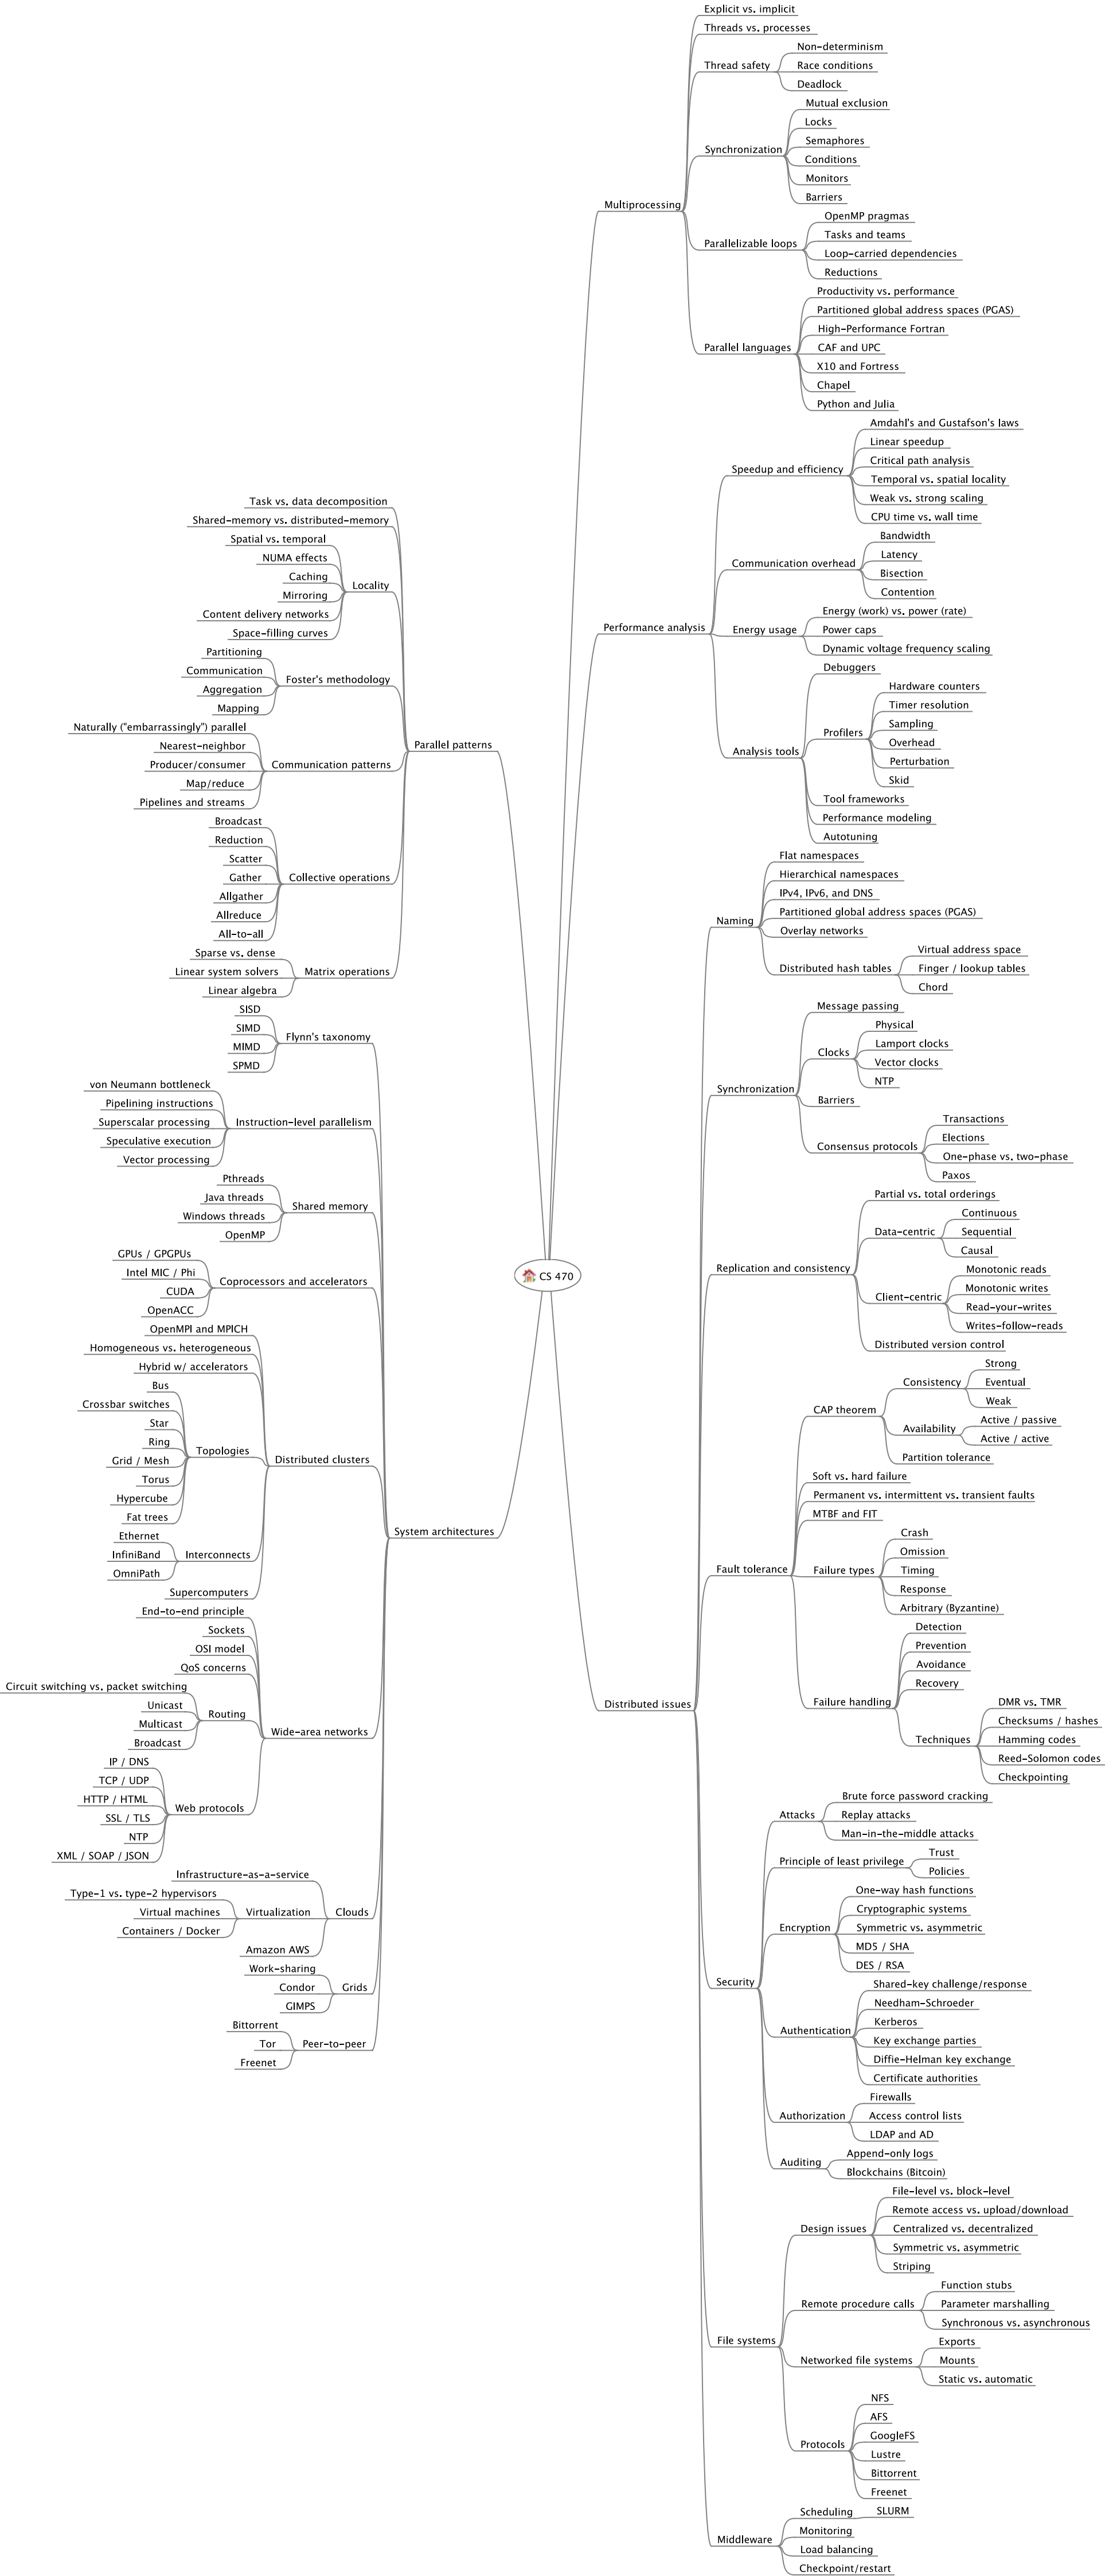 CS 470
Multiprocessing
Explicit vs. implicit
Threads vs. processes
Thread safety
Non-determinism
Race conditions
Deadlock
Synchronization
Mutual exclusion
Locks
Semaphores
Conditions
Monitors
Barriers
Parallelizable loops
OpenMP pragmas
Tasks and teams
Loop-carried dependencies
Reductions
Parallel languages
Productivity vs. performance
Partitioned global address spaces (PGAS)
High-Performance Fortran
CAF and UPC
X10 and Fortress
Chapel
Python and Julia
Performance analysis
Speedup and efficiency
Amdahl's and Gustafson's laws
Linear speedup
Critical path analysis
Temporal vs. spatial locality
Weak vs. strong scaling
CPU time vs. wall time
Communication overhead
Bandwidth
Latency
Bisection
Contention
Energy usage
Energy (work) vs. power (rate)
Power caps
Dynamic voltage frequency scaling
Analysis tools
Debuggers
Profilers
Hardware counters
Timer resolution
Sampling
Overhead
Perturbation
Skid
Tool frameworks
Performance modeling
Autotuning
Distributed issues
Naming
Flat namespaces
Hierarchical namespaces
IPv4, IPv6, and DNS
Partitioned global address spaces (PGAS)
Overlay networks
Distributed hash tables
Virtual address space
Finger / lookup tables
Chord
Synchronization
Message passing
Clocks
Physical
Lamport clocks
Vector clocks
NTP
Barriers
Consensus protocols
Transactions
Elections
One-phase vs. two-phase
Paxos
Replication and consistency
Partial vs. total orderings
Data-centric
Continuous
Sequential
Causal
Client-centric
Monotonic reads
Monotonic writes
Read-your-writes
Writes-follow-reads
Distributed version control
Fault tolerance
CAP theorem
Consistency
Strong
Eventual
Weak
Availability
Active / passive
Active / active
Partition tolerance
Soft vs. hard failure
Permanent vs. intermittent vs. transient faults
MTBF and FIT
Failure types
Crash
Omission
Timing
Response
Arbitrary (Byzantine)
Failure handling
Detection
Prevention
Avoidance
Recovery
Techniques
DMR vs. TMR
Checksums / hashes
Hamming codes
Reed-Solomon codes
Checkpointing
Security
Attacks
Brute force password cracking
Replay attacks
Man-in-the-middle attacks
Principle of least privilege
Trust
Policies
Encryption
One-way hash functions
Cryptographic systems
Symmetric vs. asymmetric
MD5 / SHA
DES / RSA
Authentication
Shared-key challenge/response
Needham-Schroeder
Kerberos
Key exchange parties
Diffie-Helman key exchange
Certificate authorities
Authorization
Firewalls
Access control lists
LDAP and AD
Auditing
Append-only logs
Blockchains (Bitcoin)
File systems
Design issues
File-level vs. block-level
Remote access vs. upload/download
Centralized vs. decentralized
Symmetric vs. asymmetric
Striping
Remote procedure calls
Function stubs
Parameter marshalling
Synchronous vs. asynchronous
Networked file systems
Exports
Mounts
Static vs. automatic
Protocols
NFS
AFS
GoogleFS
Lustre
Bittorrent
Freenet
Middleware
Scheduling
SLURM
Monitoring
Load balancing
Checkpoint/restart
Parallel patterns
Task vs. data decomposition
Shared-memory vs. distributed-memory
Locality
Spatial vs. temporal
NUMA effects
Caching
Mirroring
Content delivery networks
Space-filling curves
Foster's methodology
Partitioning
Communication
Aggregation
Mapping
Communication patterns
Naturally ("embarrassingly") parallel
Nearest-neighbor
Producer/consumer
Map/reduce
Pipelines and streams
Collective operations
Broadcast
Reduction
Scatter
Gather
Allgather
Allreduce
All-to-all
Matrix operations
Sparse vs. dense
Linear system solvers
Linear algebra
System architectures
Flynn's taxonomy
SISD
SIMD
MIMD
SPMD
Instruction-level parallelism
von Neumann bottleneck
Pipelining instructions
Superscalar processing
Speculative execution
Vector processing
Shared memory
Pthreads
Java threads
Windows threads
OpenMP
Coprocessors and accelerators
GPUs / GPGPUs
Intel MIC / Phi
CUDA
OpenACC
Distributed clusters
OpenMPI and MPICH
Homogeneous vs. heterogeneous
Hybrid w/ accelerators
Topologies
Bus
Crossbar switches
Star
Ring
Grid / Mesh
Torus
Hypercube
Fat trees
Interconnects
Ethernet
InfiniBand
OmniPath
Supercomputers
Wide-area networks
End-to-end principle
Sockets
OSI model
QoS concerns
Routing
Circuit switching vs. packet switching
Unicast
Multicast
Broadcast
Web protocols
IP / DNS
TCP / UDP
HTTP / HTML
SSL / TLS
NTP
XML / SOAP / JSON
Clouds
Infrastructure-as-a-service
Virtualization
Type-1 vs. type-2 hypervisors
Virtual machines
Containers / Docker
Amazon AWS
Grids
Work-sharing
Condor
GIMPS
Peer-to-peer
Bittorrent
Tor
Freenet